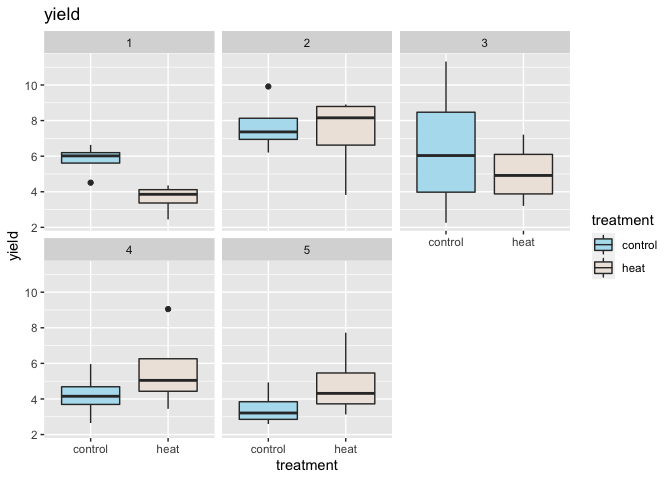 yield
1
2
3
10
8
6
4
2
control
heat
4
5
10
8
6
4
2
control
heat
control
heat
yield
treatment
treatment
control
heat